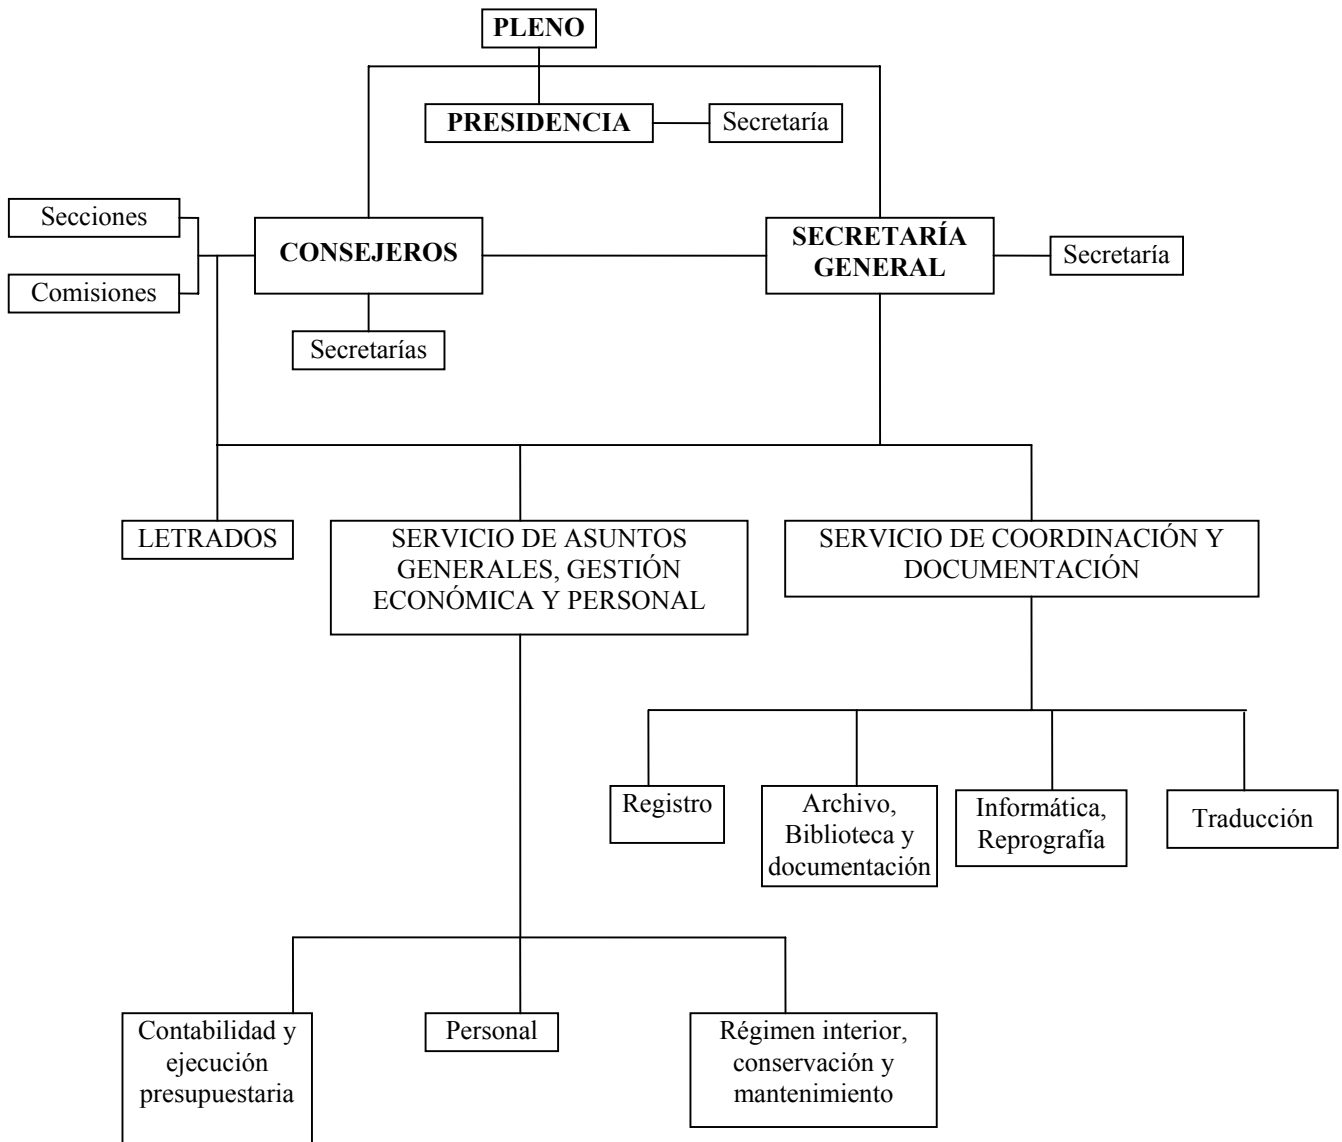 PLENO
PRESIDENCIA
Secretaría
Secciones
CONSEJEROS
SECRETARÍA
GENERAL
Secretaría
Comisiones
Secretarías
LETRADOS
SERVICIO DE ASUNTOS
GENERALES, GESTIÓN
ECONÓMICA Y PERSONAL
SERVICIO DE COORDINACIÓN Y
DOCUMENTACIÓN
Registro
Archivo,
Biblioteca y
documentación
Informática,
Reprografía
Traducción
Contabilidad y
ejecución
presupuestaria
Personal
Régimen interior,
conservación y
mantenimiento